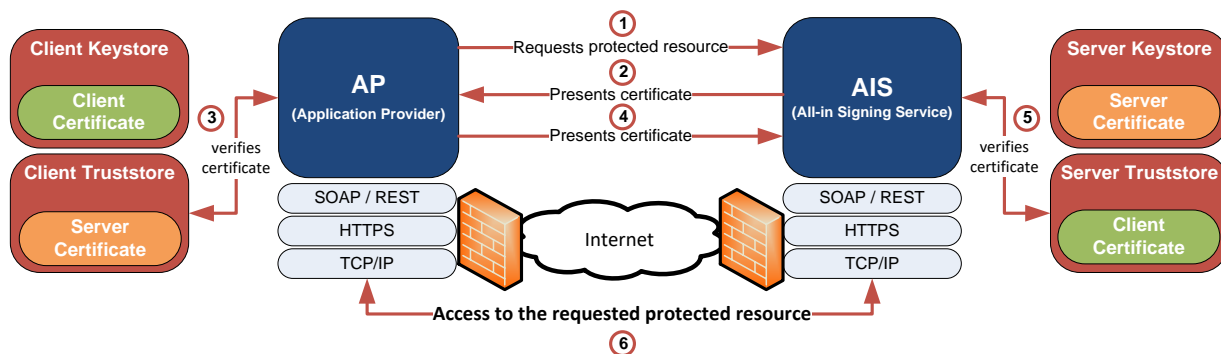 Client Keystore
Client
Certificate
Client Truststore
Server
Certificate
3
verifies
certificate
AP
(Application Provider)
SOAP / REST
HTTPS
TCP/IP
1
Requests protected resource
2
Presents certificate
4
Presents certificate
Internet
AIS
(All-in Signing Service)
SOAP / REST
HTTPS
TCP/IP
5
verifies
certificate
Server Keystore
Server
Certificate
Server Truststore
Client
Certificate
Access to the requested protected resource
6